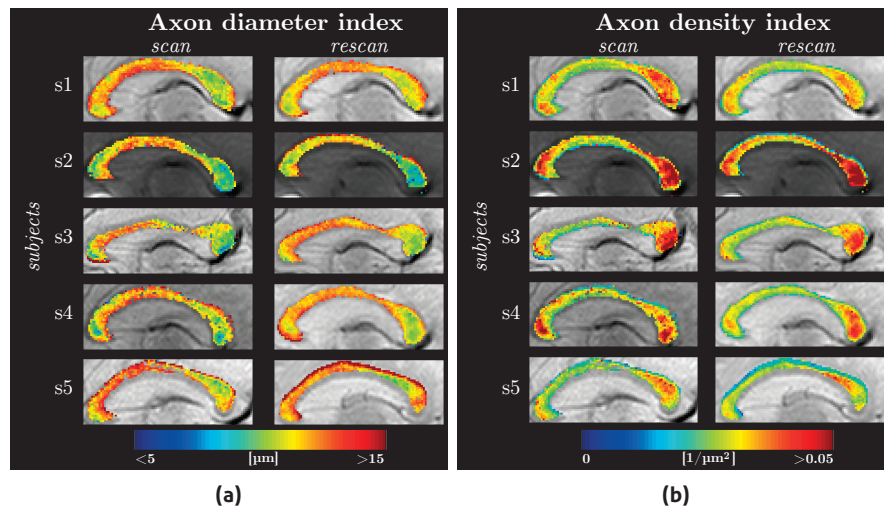 Axon diameter index
scan rescan
s1
s2
s3
s4
s5
subjects
<5 [µm] >15
(a)
Axon density index
scan rescan
s1
s2
s3
s4
s5
subjects
0 [1/µm²] >0.05
(b)